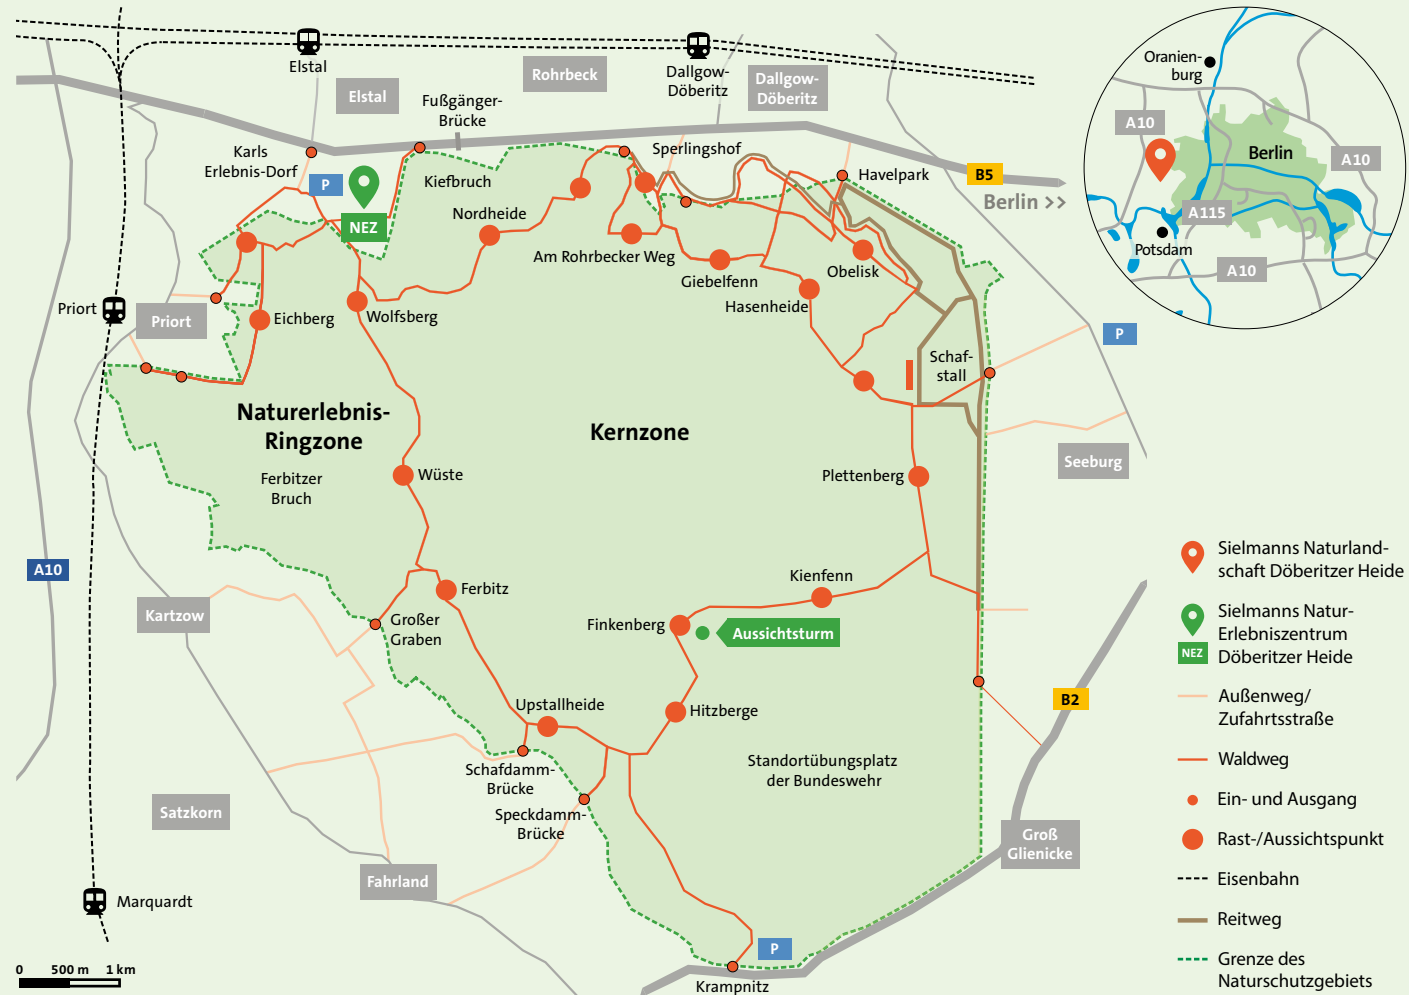 Elstal
Elstal
Rohrbeck
Dallgow-
Döberitz
Dallgow-
Döberitz
Fußgänger-
Brücke
Karls
Erlebnis-Dorf
P
NEZ
Kiefbruch
Sperlingshof
Havelpark
B5
Berlin >>
Nordheide
Am Rohrbecker Weg
Giebelfenn
Obelisk
Hasenheide
Priort
Priort
Eichberg
Wolfsberg
Schaf-
stall
P
Naturerlebnis-
Ringzone
Kernzone
Ferbitzer
Bruch
Wüste
Plettenberg
Seeburg
A10
Kartzow
Ferbitz
Kienfenn
Großer
Graben
Finkenberg
Aussichtsturm
Upstallheide
Hitzberge
B2
Schafdamm-
Brücke
Standortübungsplatz
der Bundeswehr
Speckdamm-
Brücke
Satzkorn
Groß
Glienicke
Fahrland
Marquardt
P
Krampnitz
0 500 m 1 km
Oranien-
burg
A10
Berlin
A10
A115
Potsdam
A10
Sielmanns Naturland-
schaft Döberitzer Heide
Sielmanns Natur-
Erlebniszentrum
NEZ Döberitzer Heide
Außenweg/
Zufahrtsstraße
Waldweg
Ein- und Ausgang
Rast-/Aussichtspunkt
Eisenbahn
Reitweg
Grenze des
Naturschutzgebiets